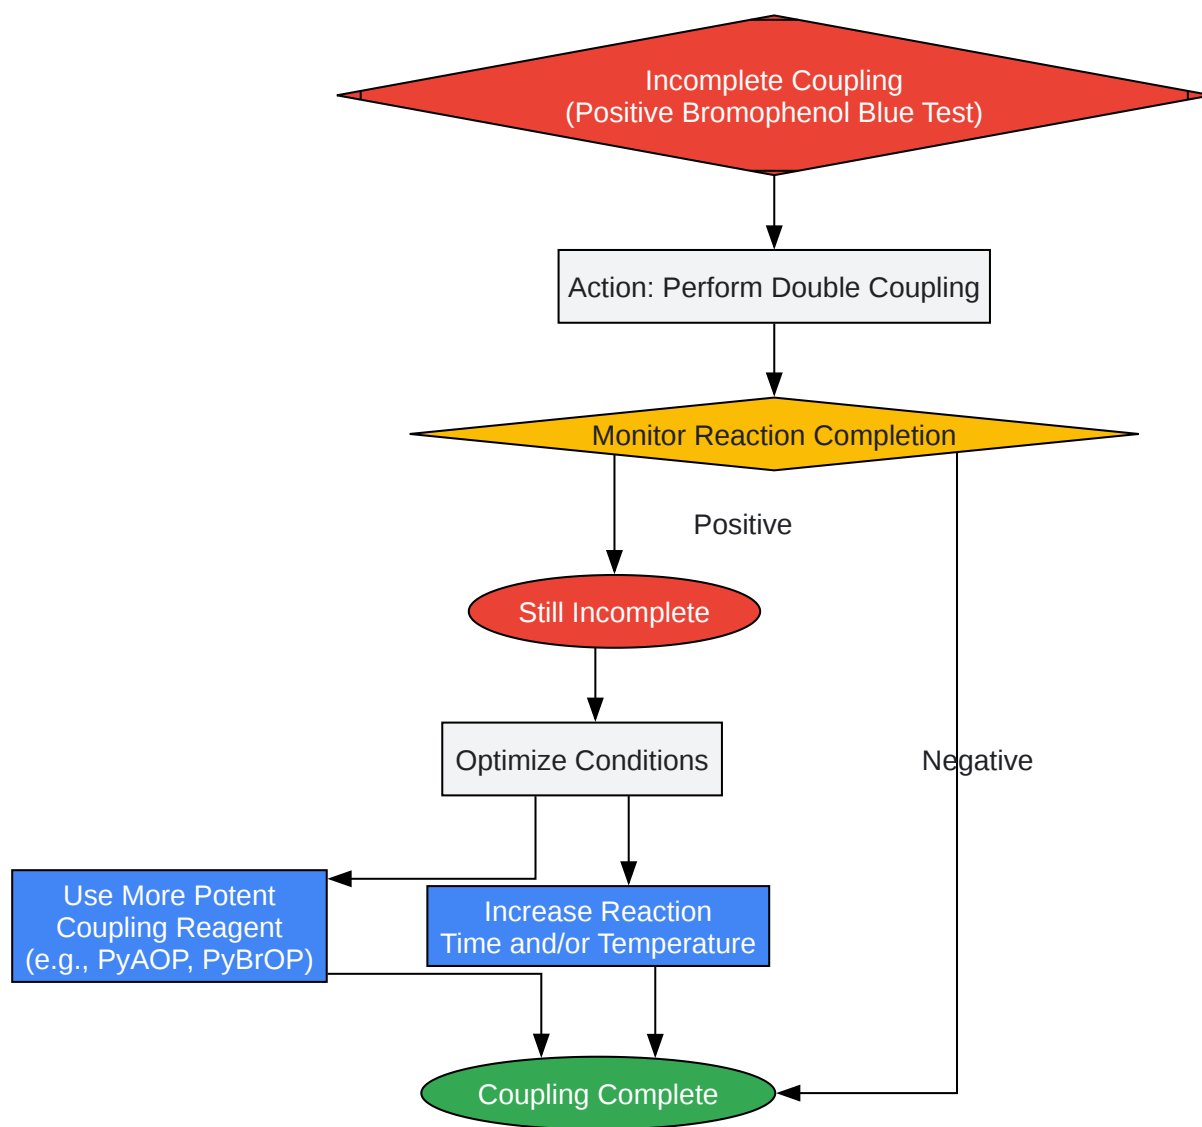 Incomplete Coupling
(Positive Bromophenol Blue Test)
Action: Perform Double Coupling
Monitor Reaction Completion
Positive
Still Incomplete
Optimize Conditions
Negative
Use More Potent
Coupling Reagent
(e.g., PyAOP, PyBrOP)
Increase Reaction
Time and/or Temperature
Coupling Complete